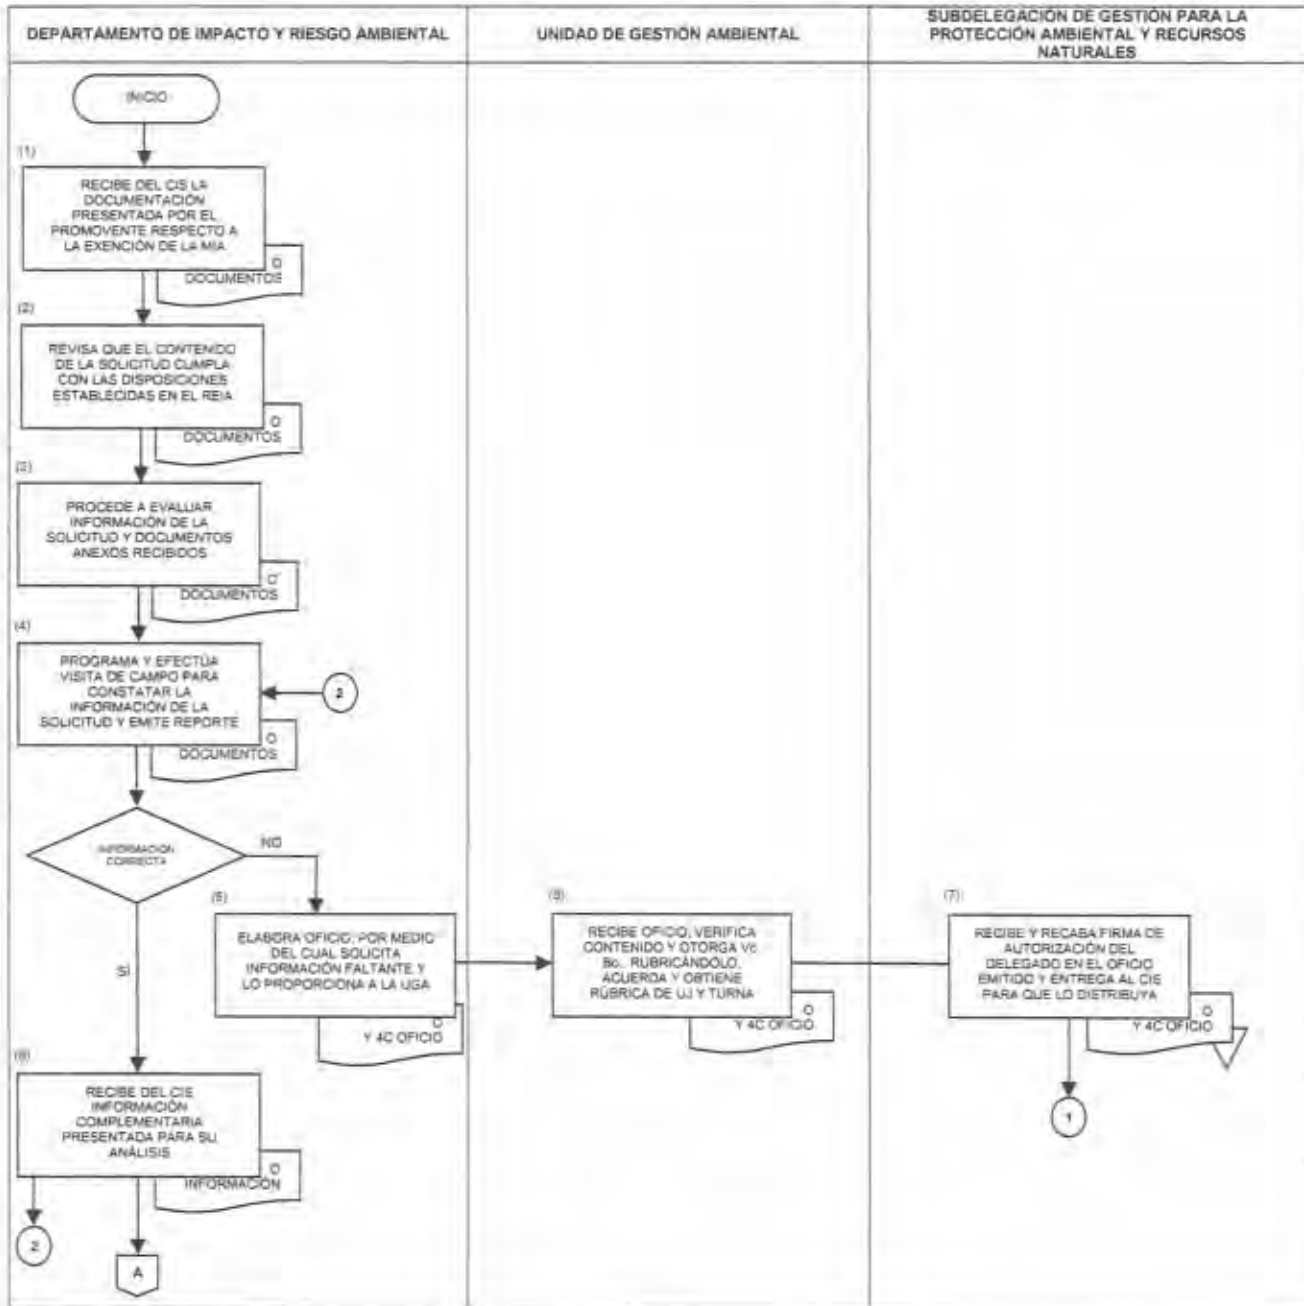 DEPARTAMENTO DE IMPACTO Y RIESGO AMBIENTAL
UNIDAD DE GESTIÓN AMBIENTAL
SUBDELEGACIÓN DE GESTIÓN PARA LA
PROTECCIÓN AMBIENTAL Y RECURSOS
NATURALES
INICIO
(1)
RECIBE DEL CIS LA
DOCUMENTACIÓN
PRESENTADA POR EL
PROMOVENTE RESPECTO A
LA EXENCIÓN DE LA MIA
O
DOCUMENTOS
(2)
REVISA QUE EL CONTENIDO
DE LA SOLICITUD CUMPLA
CON LAS DISPOSICIONES
ESTABLECIDAS EN EL REIA
O
DOCUMENTOS
(3)
PROCEDE A EVALUAR
INFORMACIÓN DE LA
SOLICITUD Y DOCUMENTOS
ANEXOS RECIBIDOS
O
DOCUMENTOS
(4)
PROGRAMA Y EFECTÚA
VISITA DE CAMPO PARA
CONSTATAR LA
INFORMACIÓN DE LA
SOLICITUD Y EMITE REPORTE
2
O
DOCUMENTOS
INFORMACIÓN
CORRECTA
NO
SÍ
(5)
ELABORA OFICIO, POR MEDIO
DEL CUAL SOLICITA
INFORMACIÓN FALTANTE Y
LO PROPORCIONA A LA UGA
O
Y 4C OFICIO
RECIBE OFICIO, VERIFICA
CONTENIDO Y OTORGA Vo.
Bo., RUBRICÁNDOLO,
ACUERDA Y OBTIENE
RÚBRICA DE UJ Y TURNA
O
Y 4C OFICIO
(7)
RECIBE Y RECABA FIRMA DE
AUTORIZACIÓN DEL
DELEGADO EN EL OFICIO
EMITIDO Y ENTREGA AL CIS
PARA QUE LO DISTRIBUYA
O
Y 4C OFICIO
1
RECIBE DEL CIS
INFORMACIÓN
COMPLEMENTARIA
PRESENTADA PARA SU
ANÁLISIS
O
INFORMACIÓN
2
A